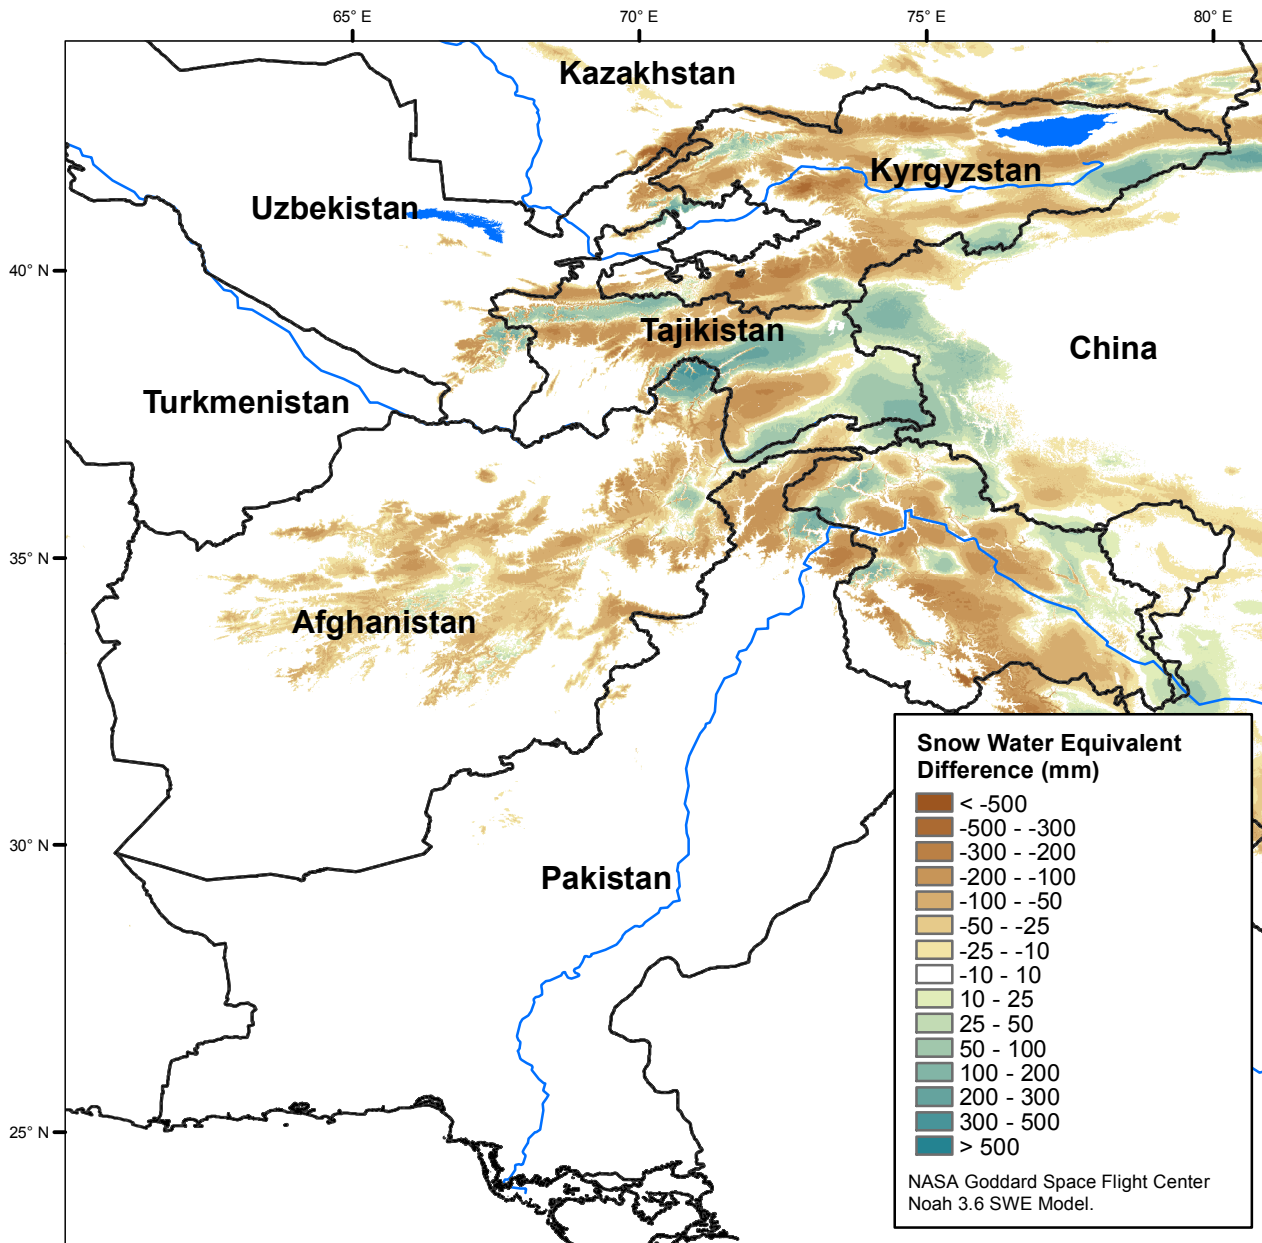 65° E
70° E
75° E
80° E
Kazakhstan
Kyrgyzstan
Uzbekistan
40° N
Tajikistan
China
Turkmenistan
35° N
Afghanistan
Snow Water Equivalent
Difference (mm)
< -500
-500 - -300
-300 - -200
-200 - -100
-100 - -50
-50 - -25
-25 - -10
-10 - 10
10 - 25
25 - 50
50 - 100
100 - 200
200 - 300
300 - 500
> 500
30° N
Pakistan
25° N
NASA Goddard Space Flight Center
Noah 3.6 SWE Model.